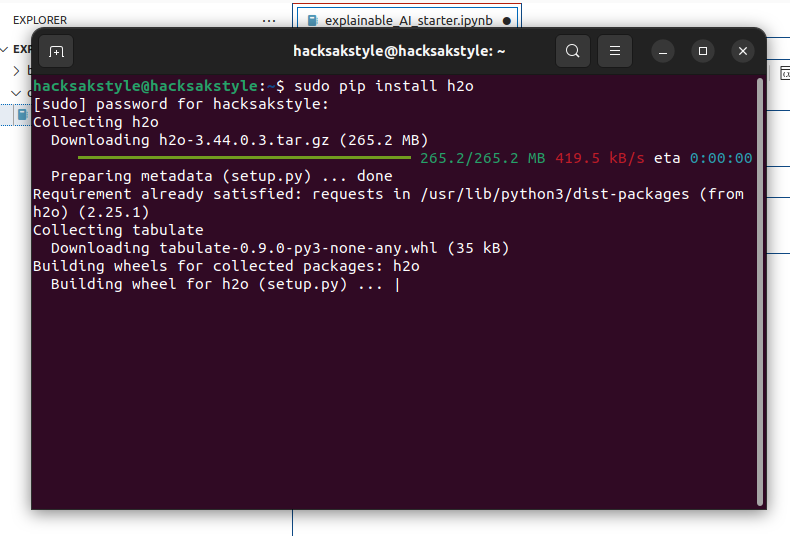 EXPLORER
explainable_AI_starter.ipynb
hacksakstyle@hacksakstyle: ~
hacksakstyle@hacksakstyle:~$ sudo pip install h2o
[sudo] password for hacksakstyle:
Collecting h2o
Downloading h2o-3.44.0.3.tar.gz (265.2 MB)
265.2/265.2 MB 419.5 kB/s eta 0:00:00
Preparing metadata (setup.py) ... done
Requirement already satisfied: requests in /usr/lib/python3/dist-packages (from
h2o) (2.25.1)
Collecting tabulate
Downloading tabulate-0.9.0-py3-none-any.whl (35 kB)
Building wheels for collected packages: h2o
Building wheel for h2o (setup.py) ... |